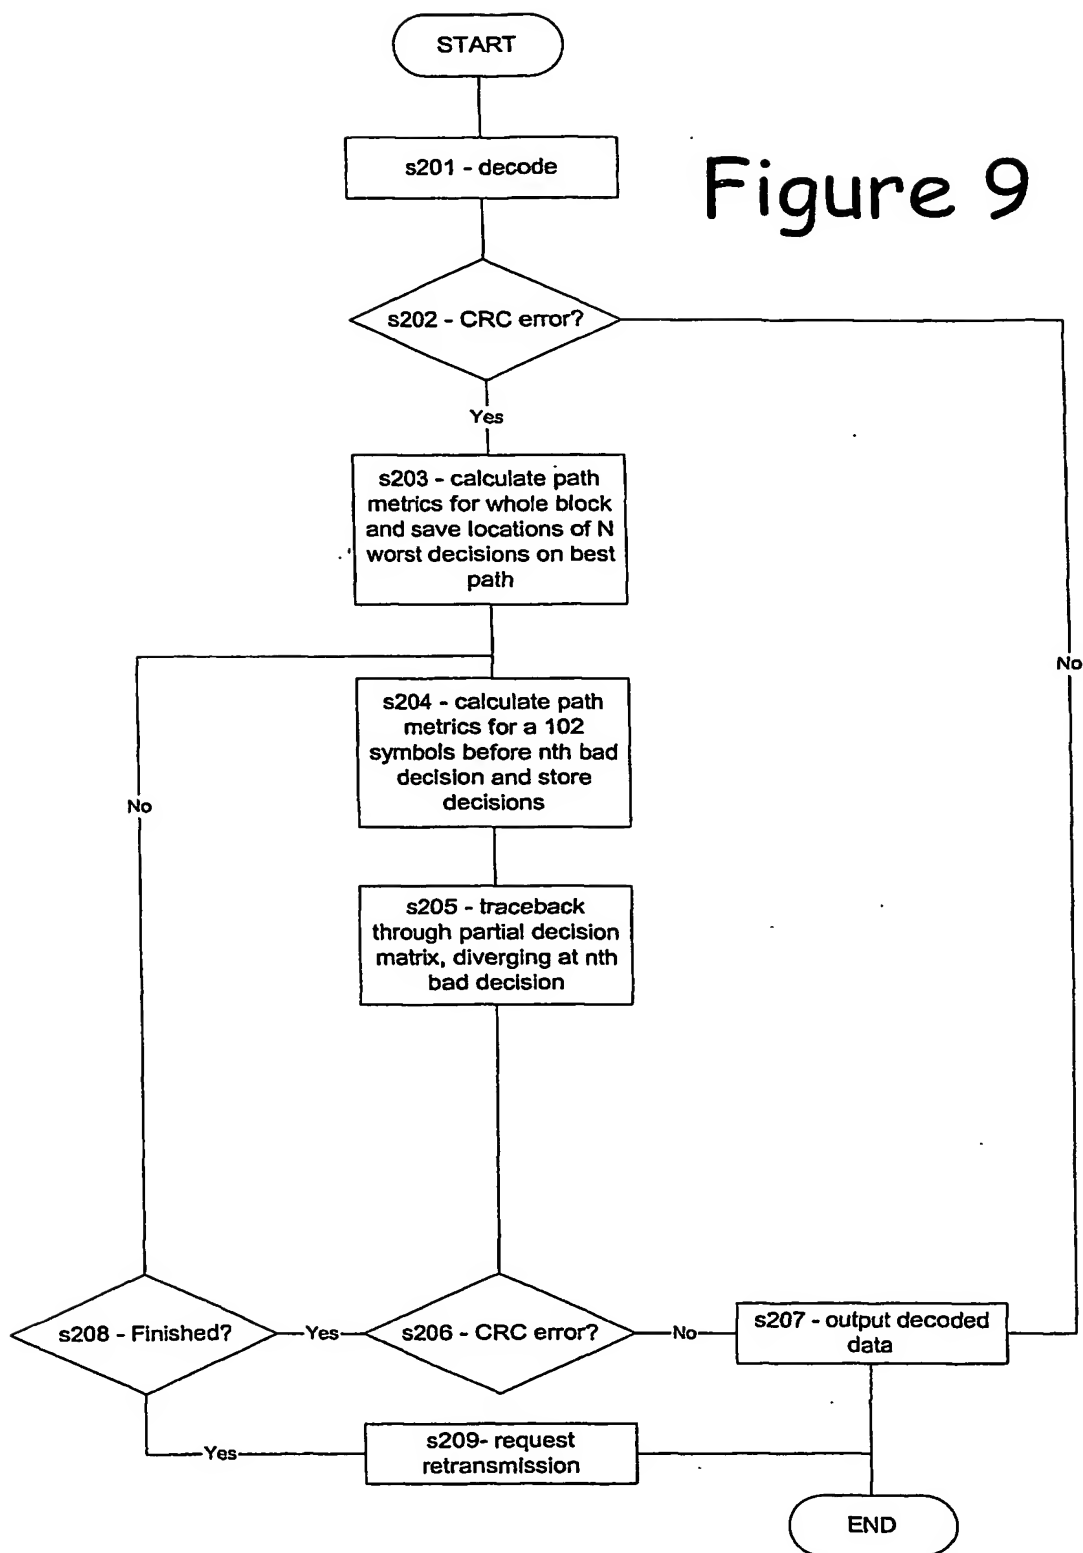 START
s201 - decode
Figure 9
s202 - CRC error?
Yes
s203 - calculate path
metrics for whole block
and save locations of N
worst decisions on best
path
No
s204 - calculate path
metrics for a 102
symbols before nth bad
decision and store
decisions
No
s205 - traceback
through partial decision
matrix, diverging at nth
bad decision
s208 - Finished?
Yes
s206 - CRC error?
No
s207 - output decoded
data
Yes
s209- request
retransmission
END